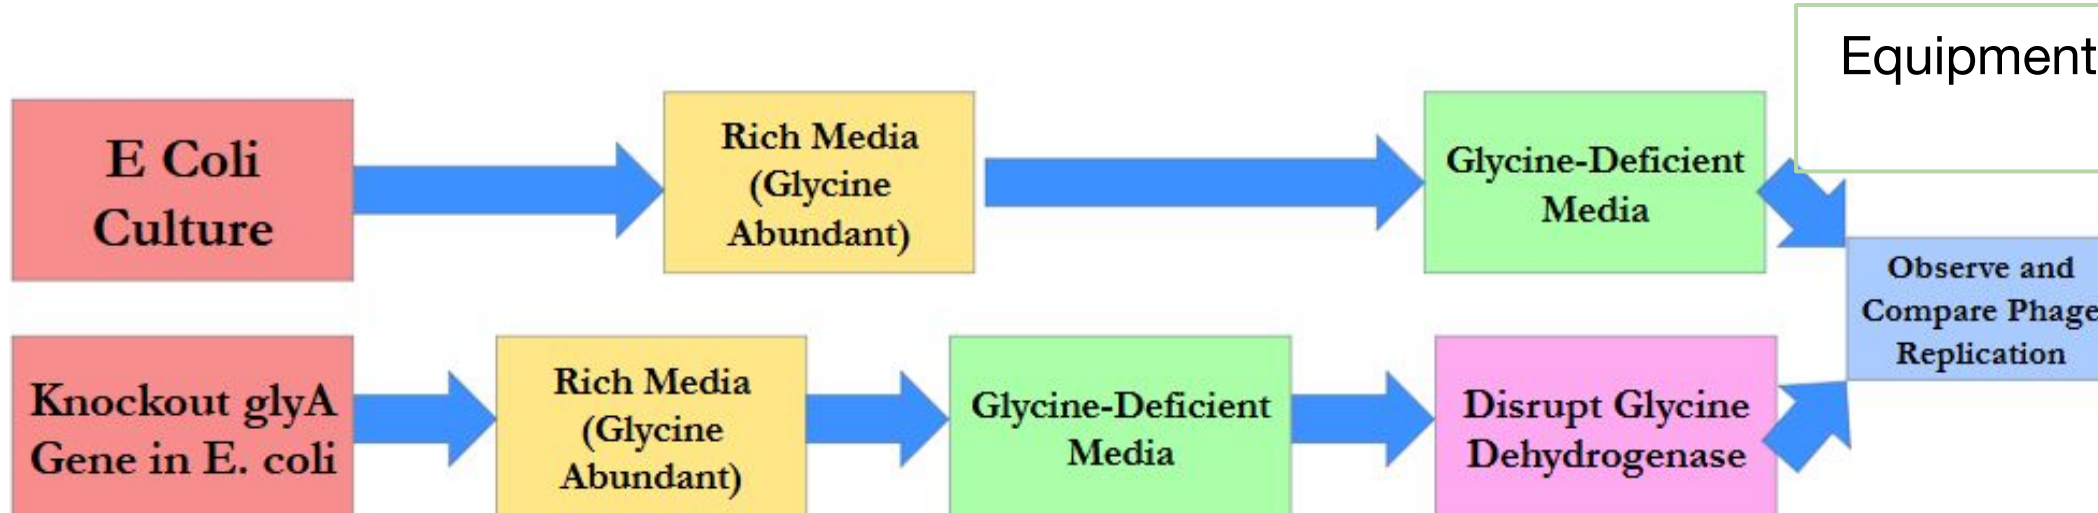 Equipment
E Coli
Culture
Rich Media
(Glycine
Abundant)
Glycine-Deficient
Media
Observe and
Compare Phage
Replication
Knockout glyA
Gene in E. coli
Rich Media
(Glycine
Abundant)
Glycine-Deficient
Media
Disrupt Glycine
Dehydrogenase